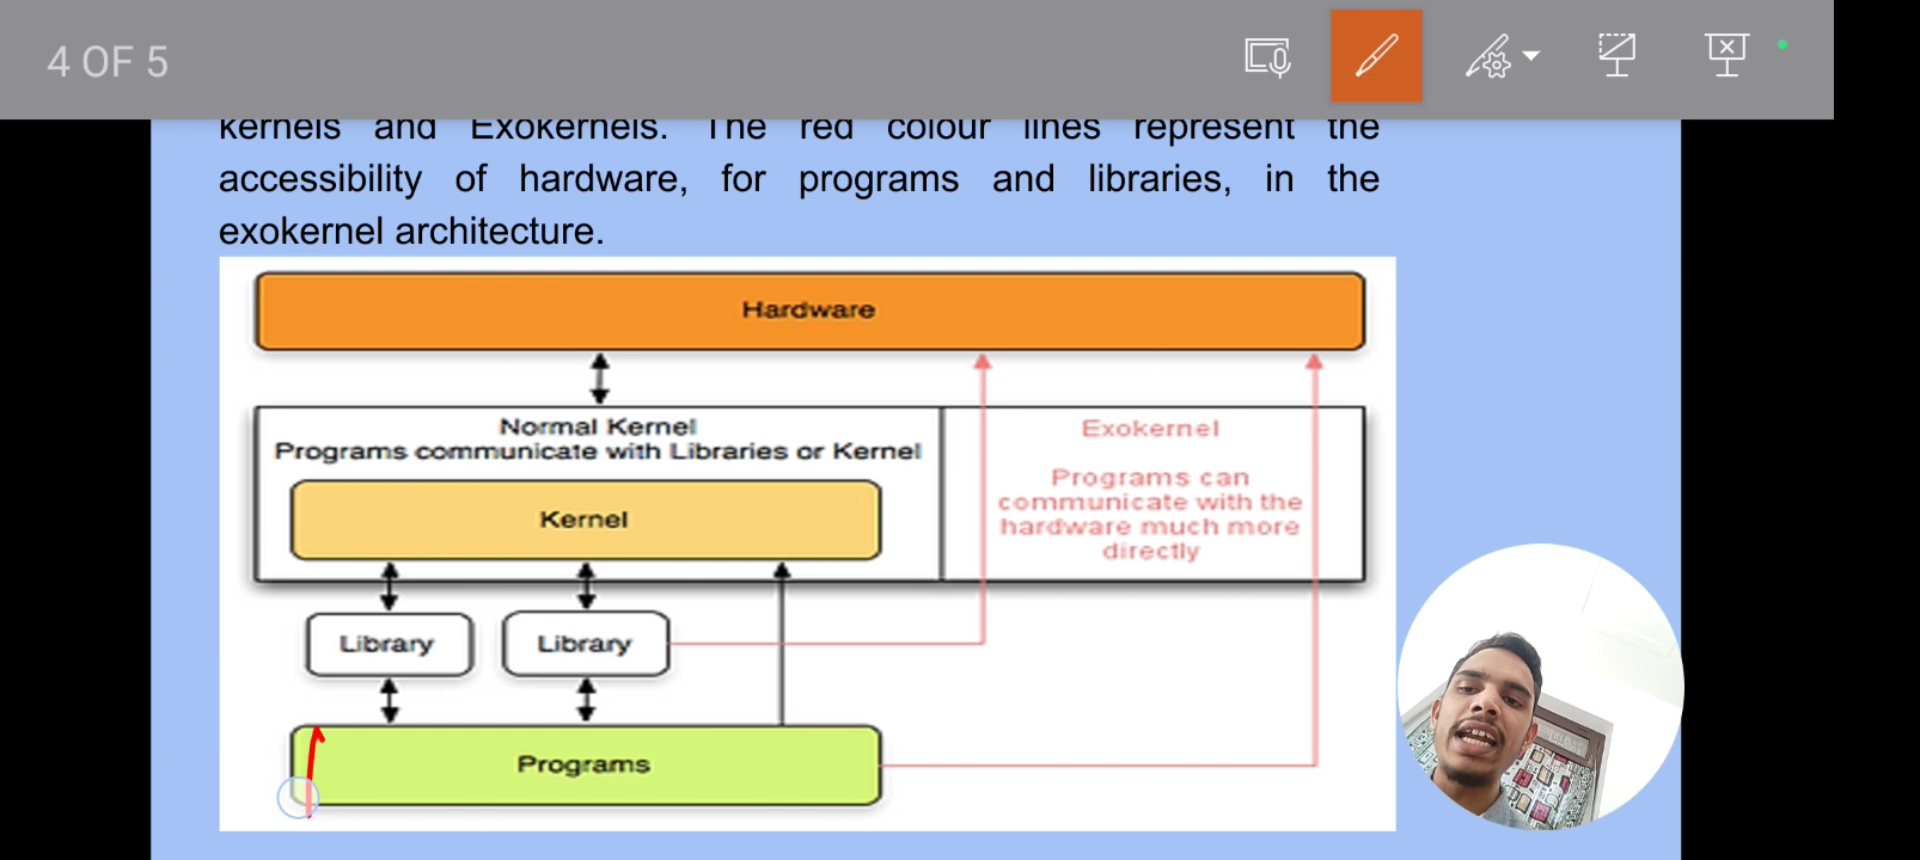 4 OF 5
kernels and Exokernels. The red colour lines represent the
accessibility of hardware, for programs and libraries, in the
exokernel architecture.
Hardware
Normal Kernel
Programs communicate with Libraries or Kernel
Kernel
Exokernel
Programs can
communicate with the
hardware much more
directly
Library
Library
Programs